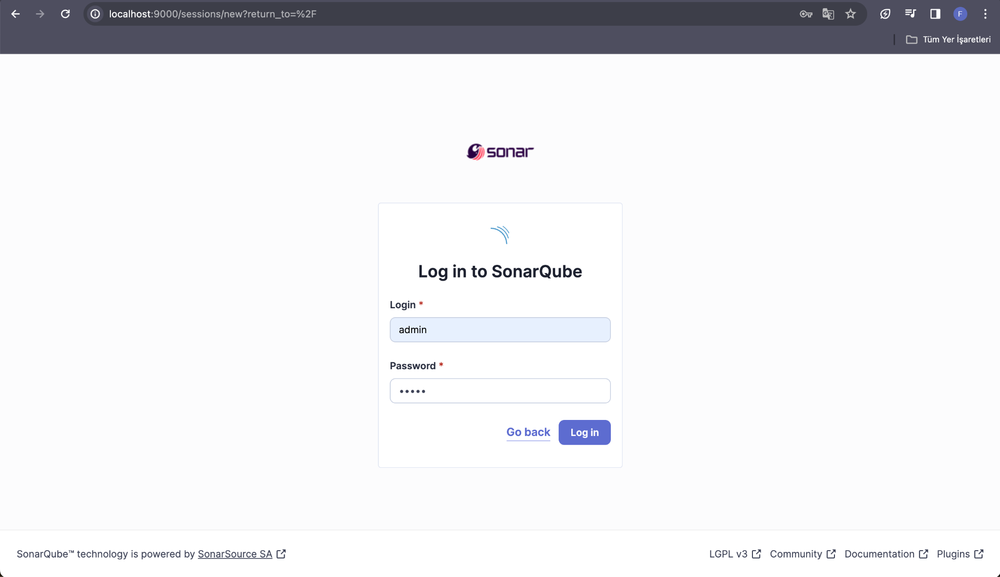 localhost:9000/sessions/new?return_to=%2F
F
Tüm Yer İşaretleri
sonar
Log in to SonarQube
Login *
admin
Password *
•••••
Go back
Log in
SonarQube™ technology is powered by SonarSource SA
LGPL v3 Community Documentation Plugins